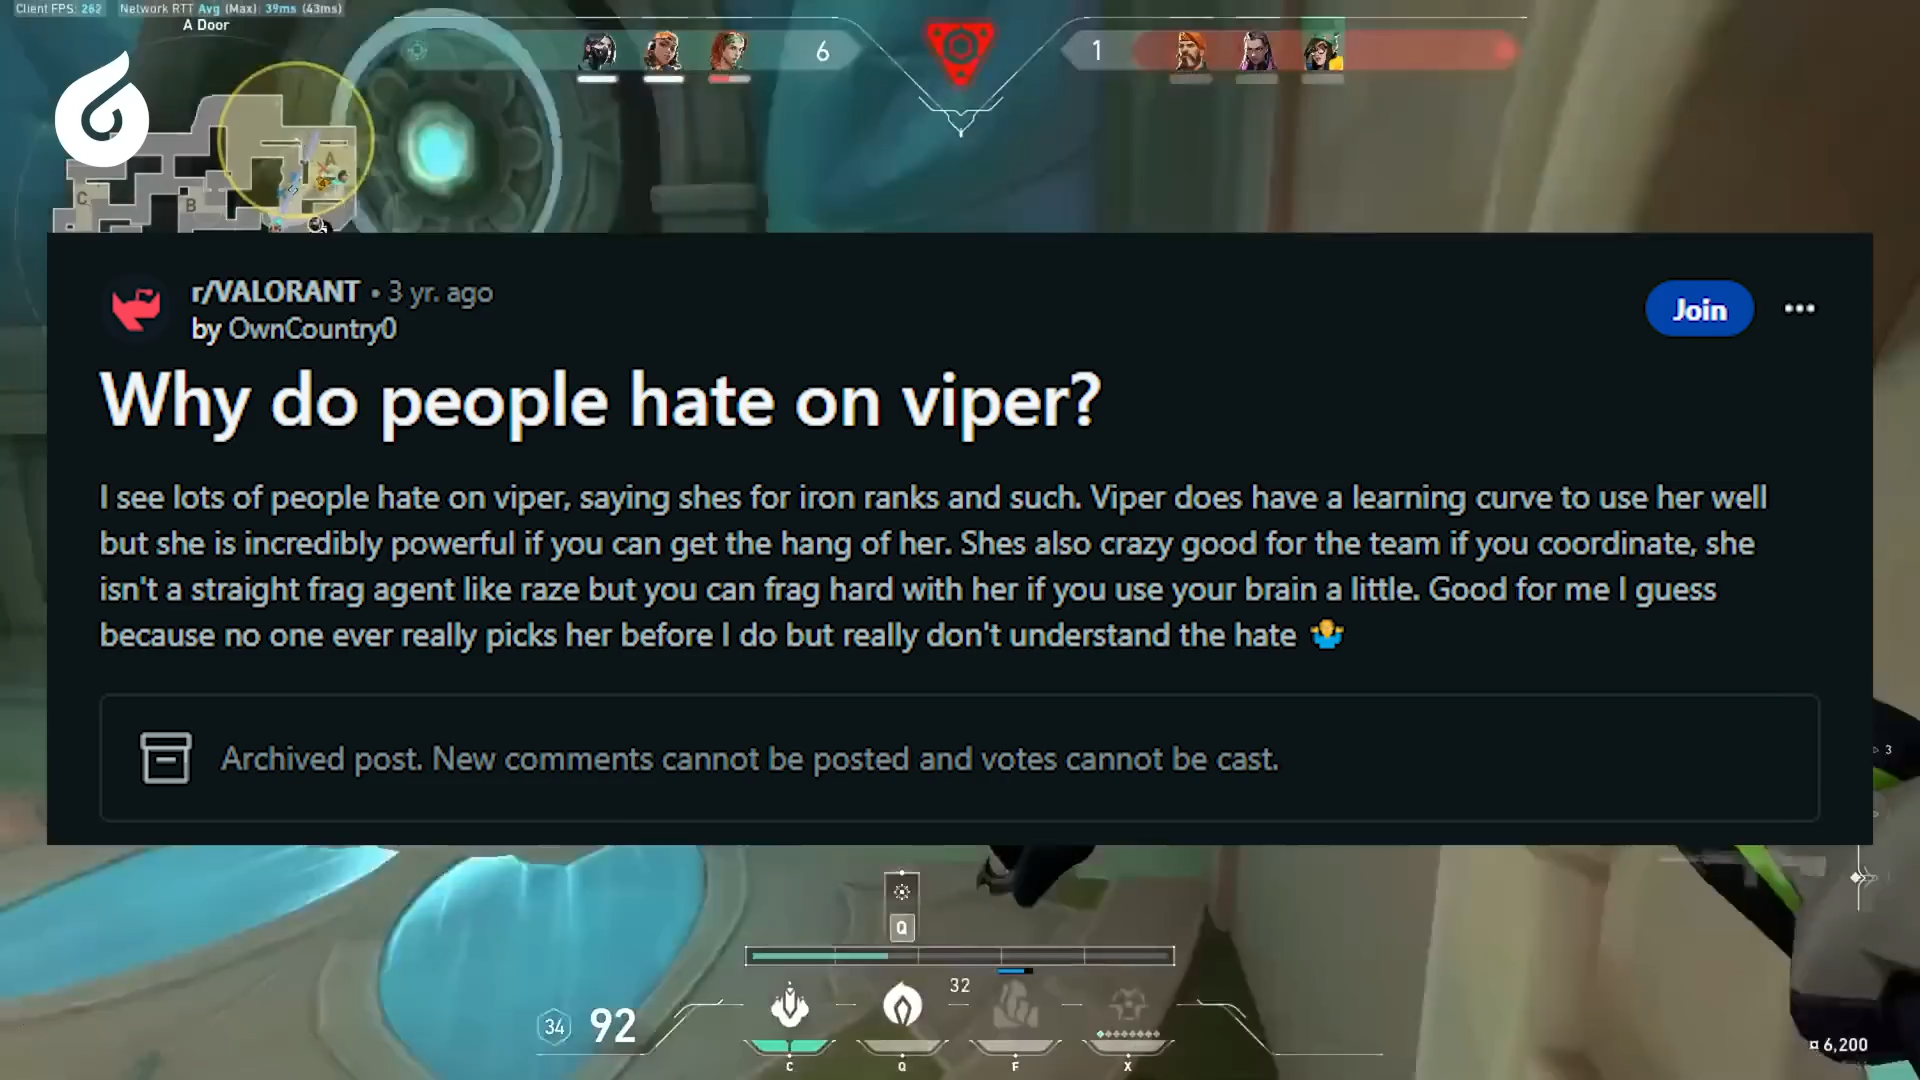 Client FPS: 262 Network RTT Avg (Max): 39ms (43ms)
A Door
6
1
A
B
C
r/VALORANT • 3 yr. ago
by OwnCountry0
Join
Why do people hate on viper?
I see lots of people hate on viper, saying shes for iron ranks and such. Viper does have a learning curve to use her well
but she is incredibly powerful if you can get the hang of her. Shes also crazy good for the team if you coordinate, she
isn't a straight frag agent like raze but you can frag hard with her if you use your brain a little. Good for me I guess
because no one ever really picks her before I do but really don't understand the hate 🤷
Archived post. New comments cannot be posted and votes cannot be cast.
3
Q
32
34 92
C Q F X
¤ 6,200